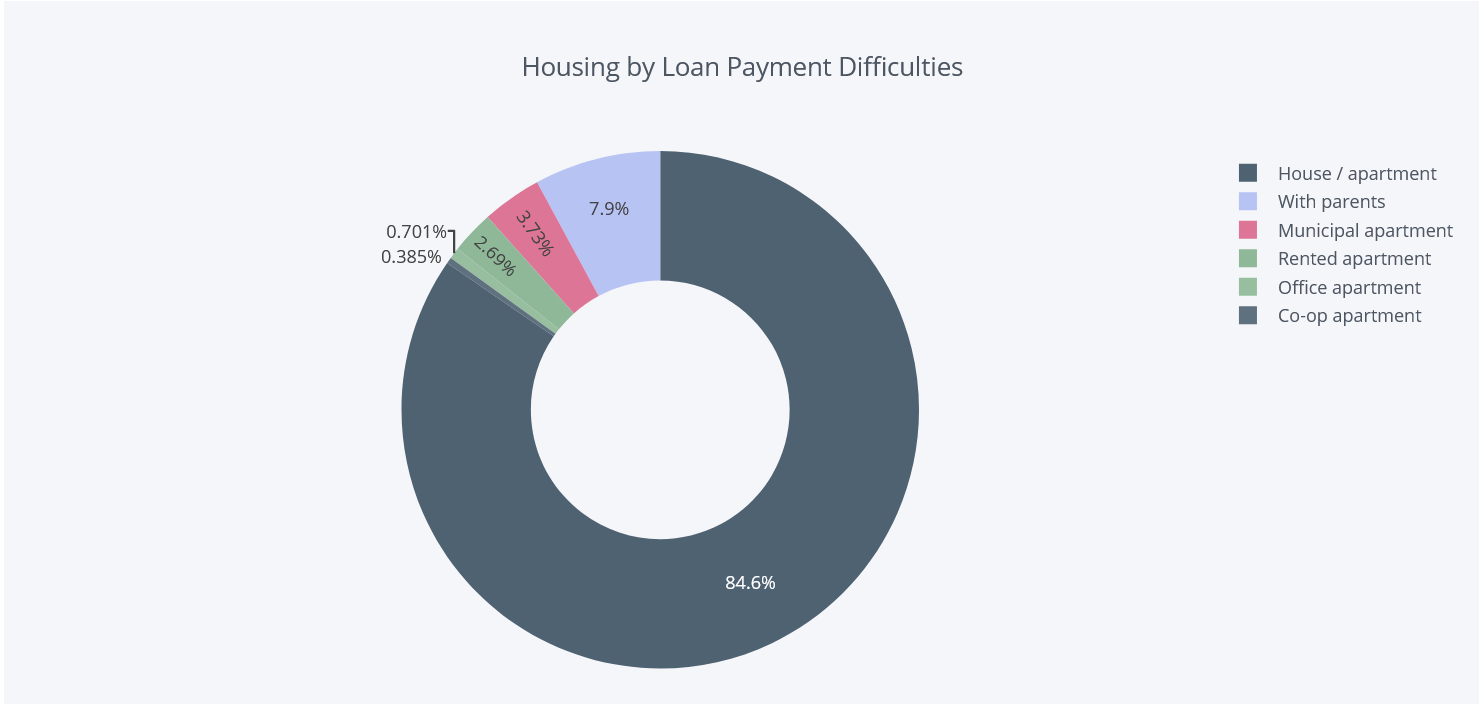 Housing by Loan Payment Difficulties
7.9%
3.73%
2.69%
0.701%
0.385%
84.6%
House / apartment
With parents
Municipal apartment
Rented apartment
Office apartment
Co-op apartment